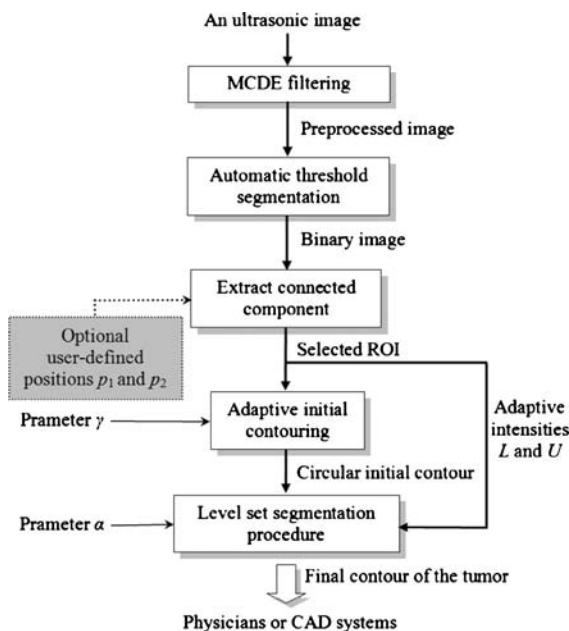 An ultrasonic image
MCDE filtering
Preprocessed image
Automatic threshold
segmentation
Binary image
Extract connected
component
Optional
user-defined
positions p₁ and p₂
Selected ROI
Adaptive initial
contouring
Prameter γ
Adaptive
intensities
L and U
Circular initial contour
Level set segmentation
procedure
Prameter α
Final contour of the tumor
Physicians or CAD systems